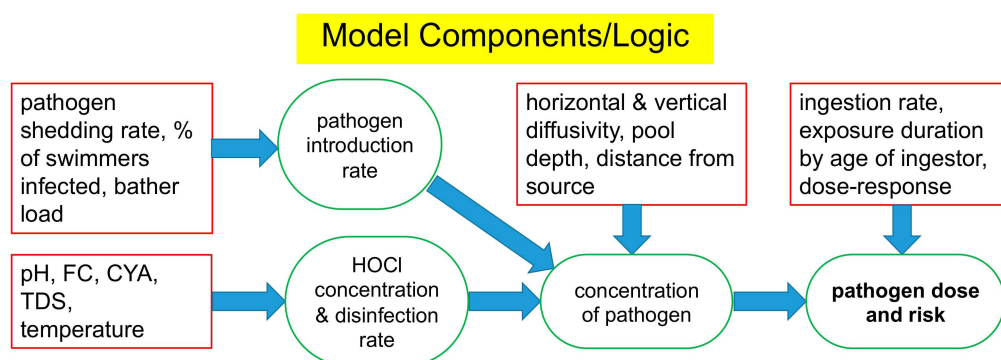 Model Components/Logic
pathogen
shedding rate, %
of swimmers
infected, bather
load
pathogen
introduction
rate
horizontal & vertical
diffusivity, pool
depth, distance from
source
ingestion rate,
exposure duration
by age of ingestor,
dose-response
pH, FC, CYA,
TDS,
temperature
HOCl
concentration
& disinfection
rate
concentration
of pathogen
pathogen dose
and risk